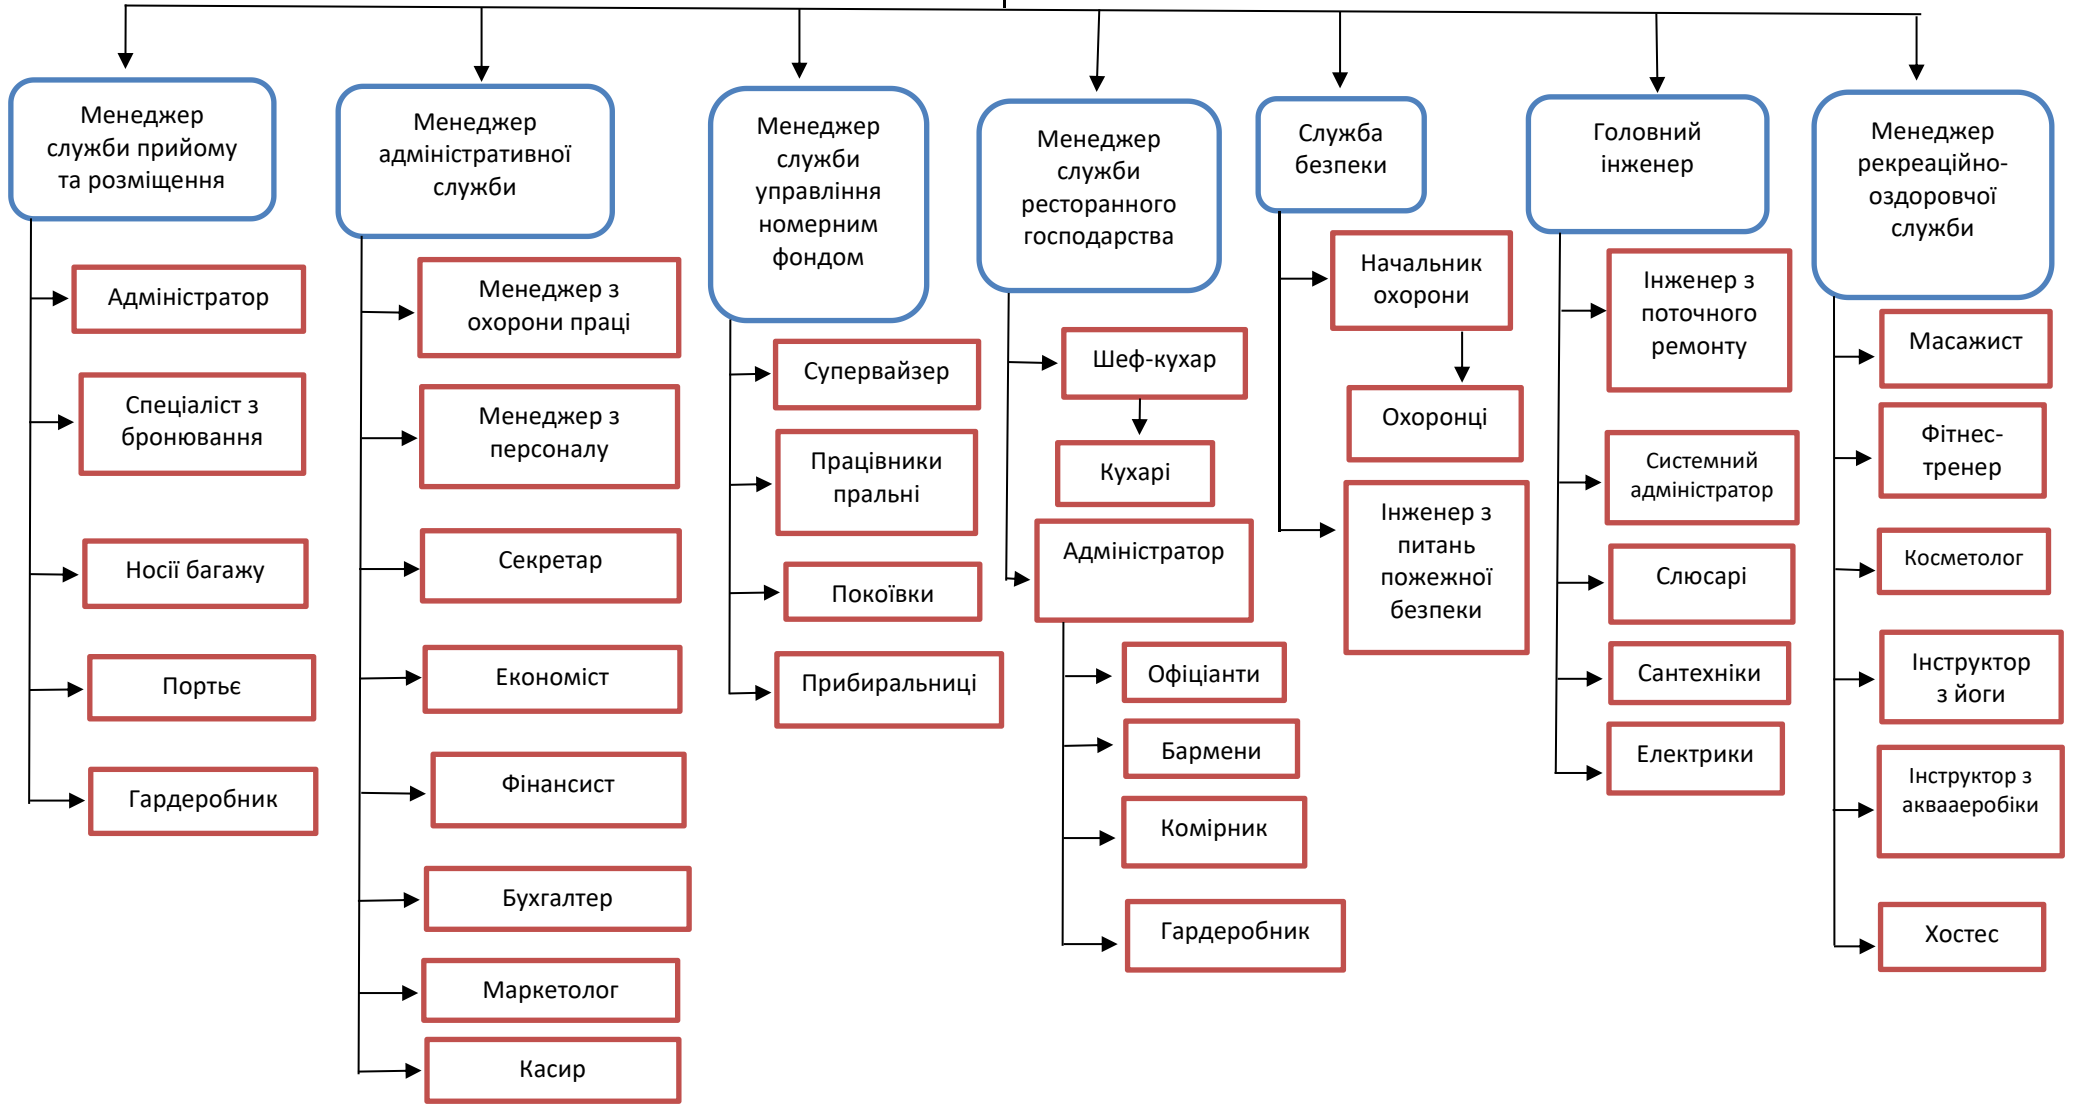 Менеджер
служби прийому
та розміщення
Адміністратор
Спеціаліст з
бронювання
Носії багажу
Портьє
Гардеробник
Менеджер
адміністративної
служби
Менеджер з
охорони праці
Менеджер з
персоналу
Секретар
Економіст
Фінансист
Бухгалтер
Маркетолог
Касир
Менеджер
служби
управління
номерним
фондом
Супервайзер
Працівники
пральні
Покоївки
Прибиральниці
Менеджер
служби
ресторанного
господарства
Шеф-кухар
Кухарі
Адміністратор
Офіціанти
Бармени
Комірник
Гардеробник
Служба
безпеки
Начальник
охорони
Охоронці
Інженер з
питань
пожежної
безпеки
Головний
інженер
Інженер з
поточного
ремонту
Системний
адміністратор
Слюсарі
Сантехніки
Електрики
Менеджер
рекреаційно-
оздоровчої
служби
Масажист
Фітнес-
тренер
Косметолог
Інструктор
з йоги
Інструктор з
аквааеробіки
Хостес